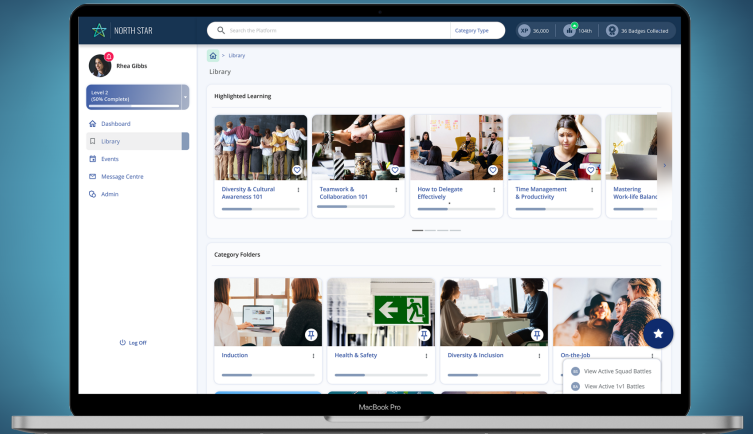 NORTH STAR
Search the Platform
Category Type
XP 36,000
104th
36 Badges Collected
Rhea Gibbs
Level 2
(50% Complete)
Dashboard
Library
Events
Message Centre
Admin
Log Off
> Library
Library
Highlighted Learning
Diversity & Cultural
Awareness 101
Teamwork &
Collaboration 101
How to Delegate
Effectively
Time Management
& Productivity
Mastering
Work-life Balanc
Category Folders
Induction
Health & Safety
Diversity & Inclusion
On-the-Job
View Active Squad Battles
View Active 1v1 Battles
MacBook Pro